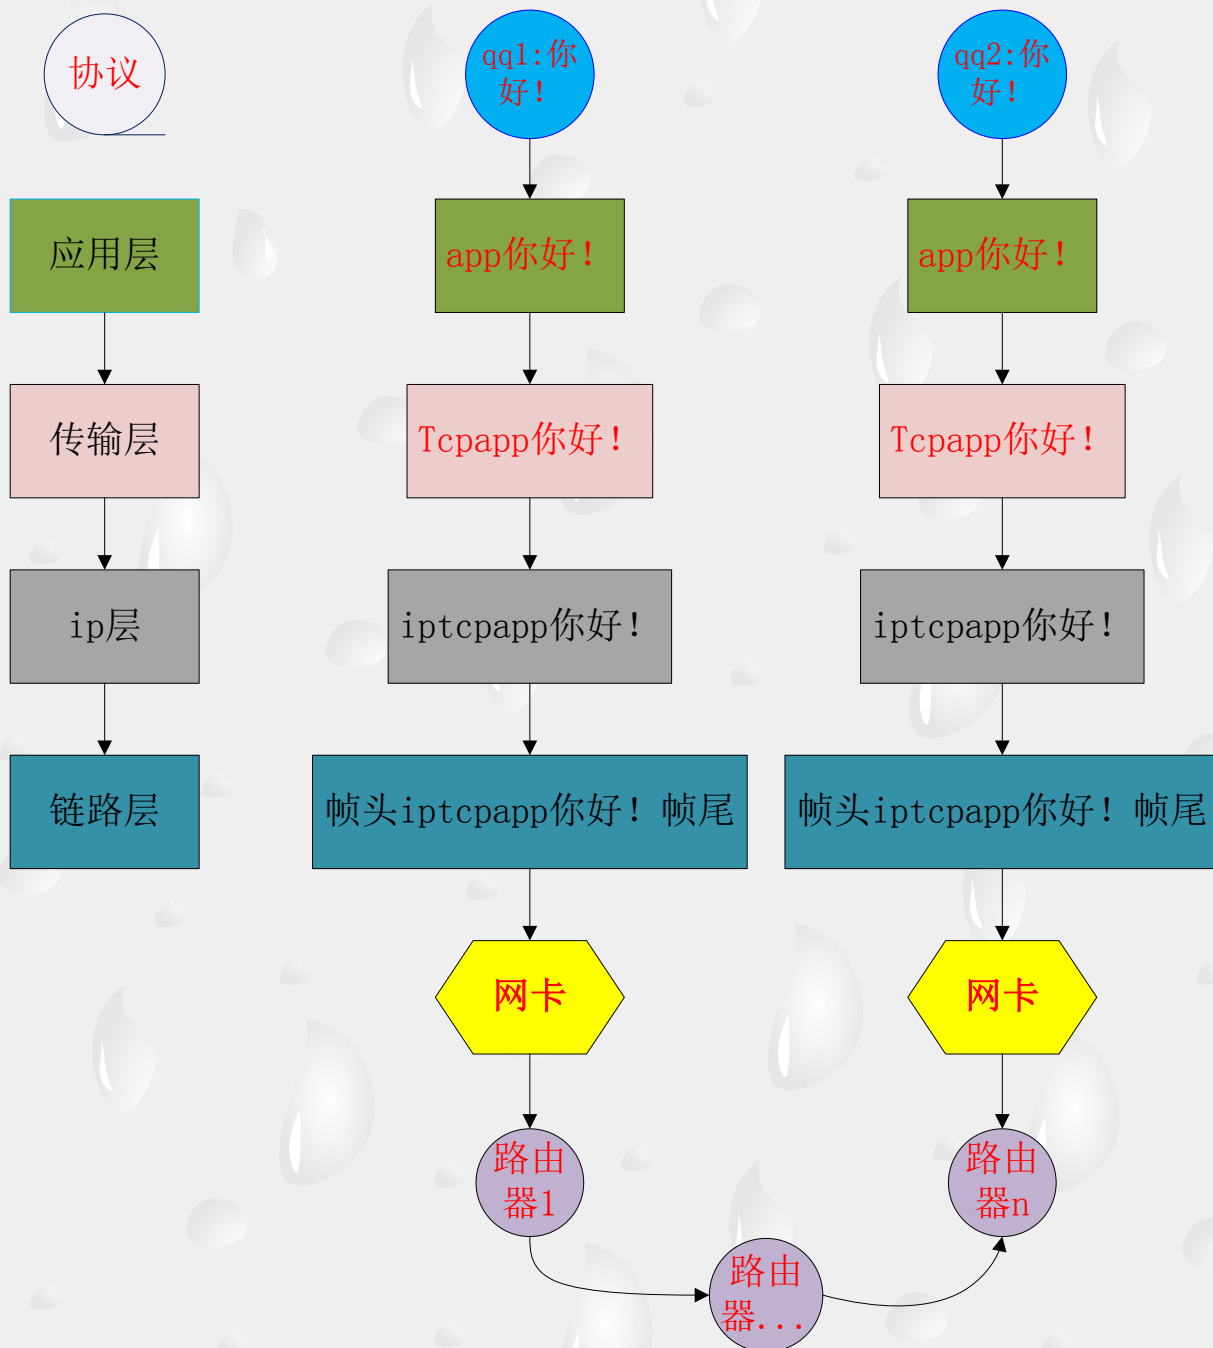 协议
qq1:你
好!
qq2:你
好!
应用层
app你好!
app你好!
传输层
Tcpapp你好!
Tcpapp你好!
ip层
iptcpapp你好!
iptcpapp你好!
链路层
帧头iptcpapp你好!帧尾
帧头iptcpapp你好!帧尾
网卡
网卡
路由
器1
路由
器n
路由
器...